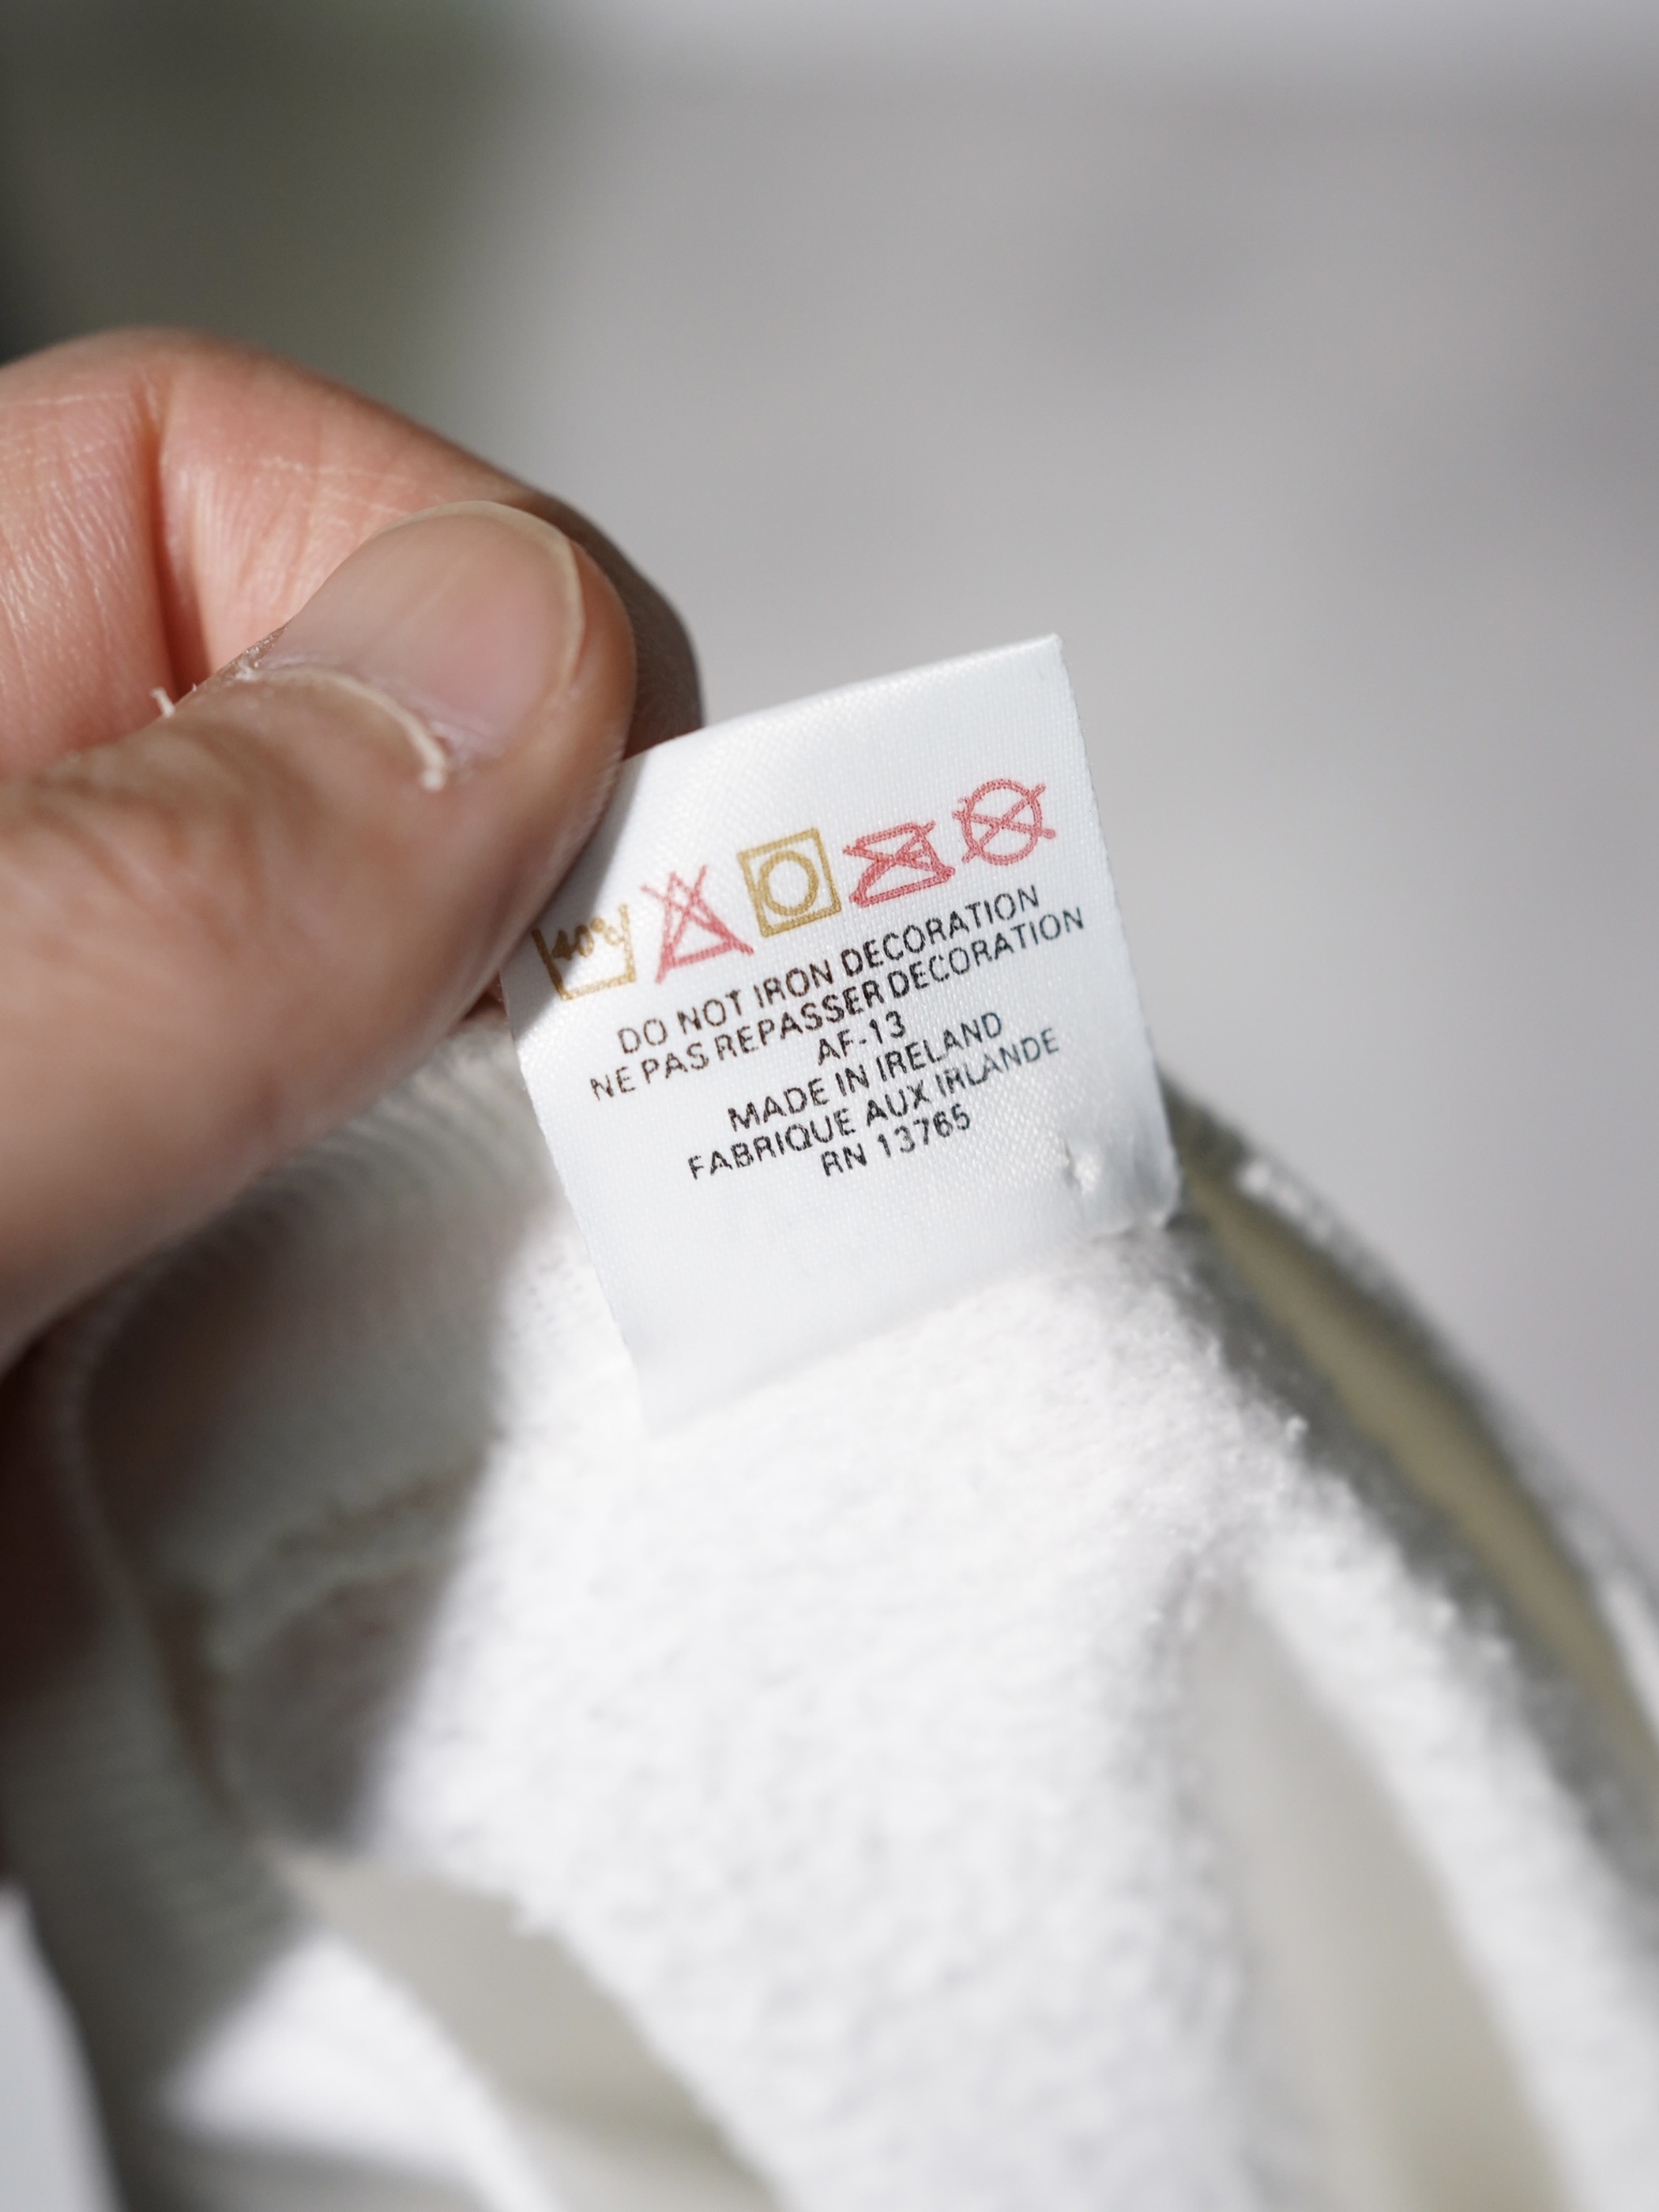 40°
DO NOT IRON DECORATION
NE PAS REPASSER DECORATION
AF-13
MADE IN IRELAND
FABRIQUE AUX IRLANDE
RN 13765